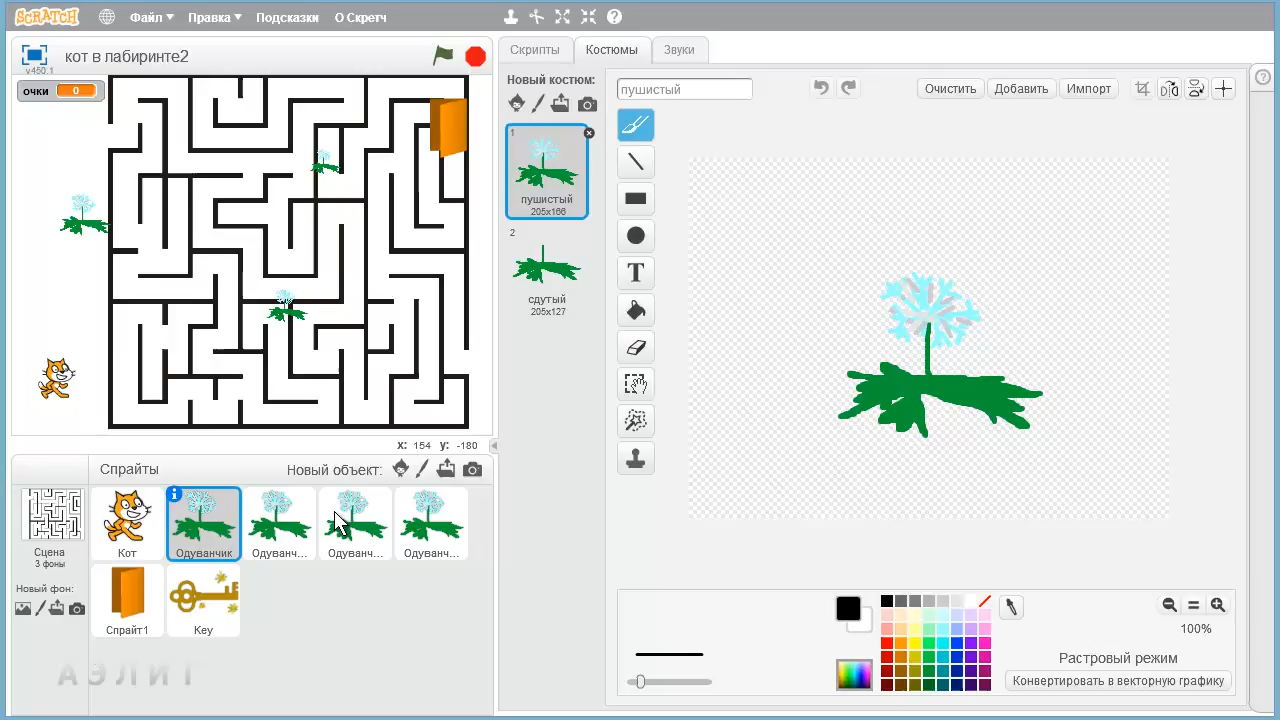 SCRATCH Файл Правка Подсказки О Скретч
кот в лабиринте2
v450.1
очки 0
x: 154 y: -180
Спрайты Новый объект:
Сцена
3 фоны
Новый фон:
Кот
Одуванчик
Одуванч...
Одуванч...
Одуванч...
Спрайт1
Key
АЭЛИТ
Скрипты Костюмы Звуки
Новый костюм:
1
пушистый
205x166
2
сдутый
205x127
пушистый
Очистить Добавить Импорт
T
100%
Растровый режим
Конвертировать в векторную графику